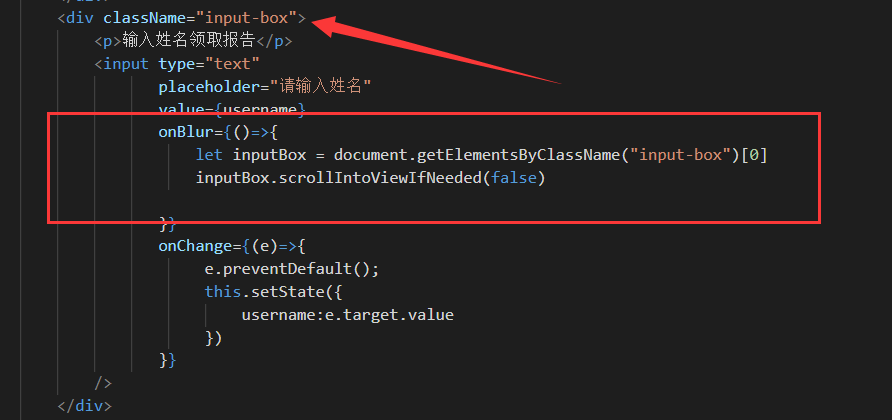 </div>
<div className="input-box">
<p>输入姓名领取报告</p>
<input type="text"
placeholder="请输入姓名"
value={username}
onBlur={()=>{
let inputBox = document.getElementsByClassName("input-box")[0]
inputBox.scrollIntoViewIfNeeded(false)
}}
onChange={(e)=>{
e.preventDefault();
this.setState({
username:e.target.value
})
}}
/>
</div>